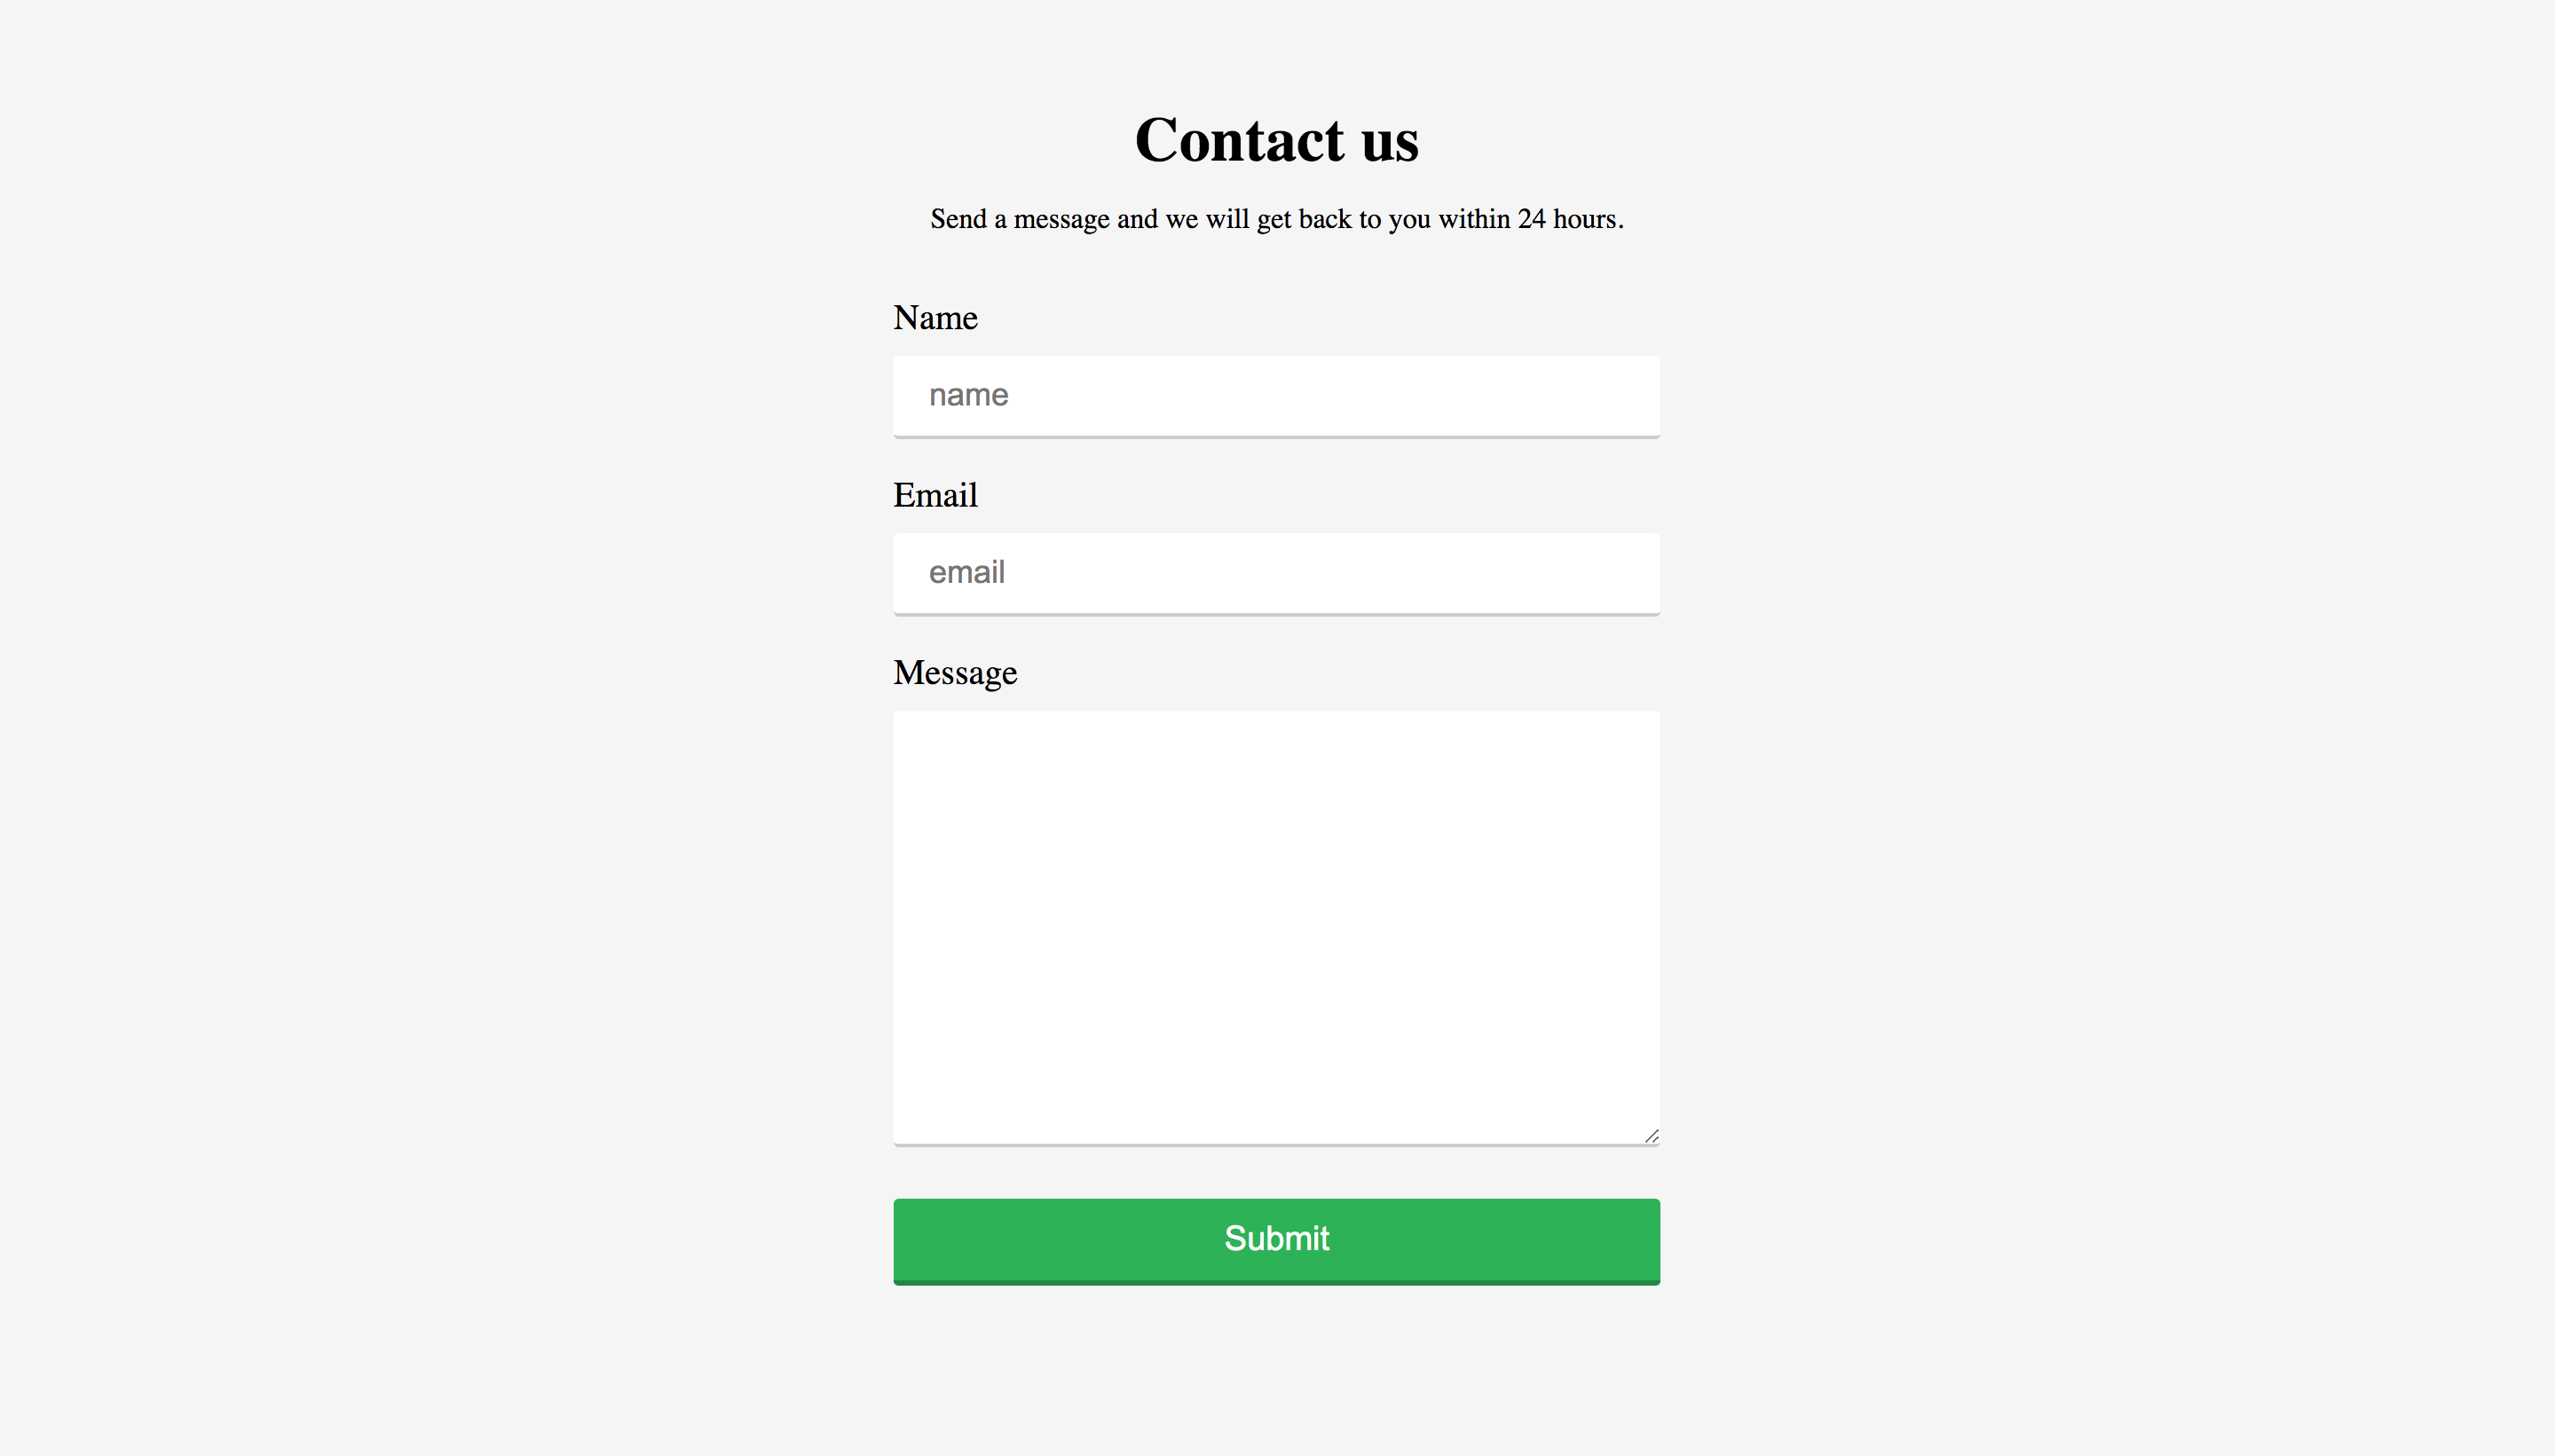 Contact us
Send a message and we will get back to you within 24 hours.
Name
name
Email
email
Message
Submit